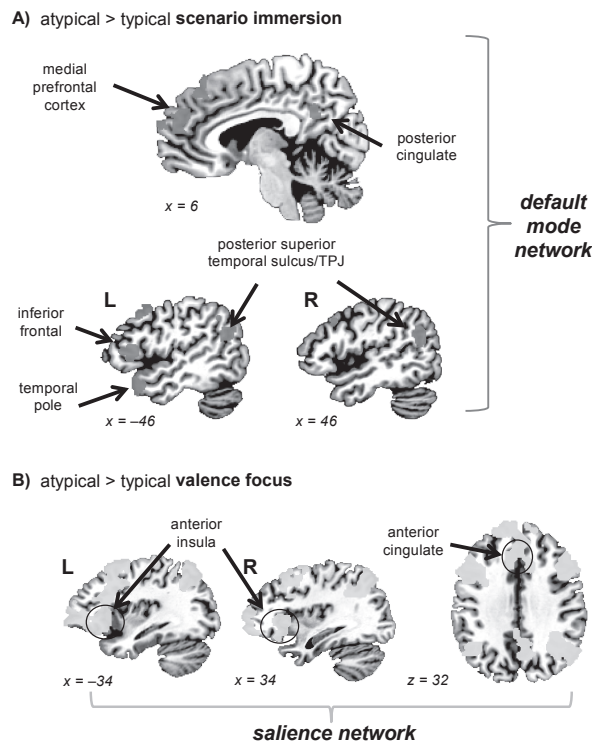 A) atypical > typical scenario immersion
medial
prefrontal
cortex
posterior
cingulate
x = 6
default
mode
network
posterior superior
temporal sulcus/TPJ
L
R
inferior
frontal
temporal
pole
x = –46
x = 46
B) atypical > typical valence focus
anterior
insula
anterior
cingulate
L
R
x = –34
x = 34
z = 32
salience network